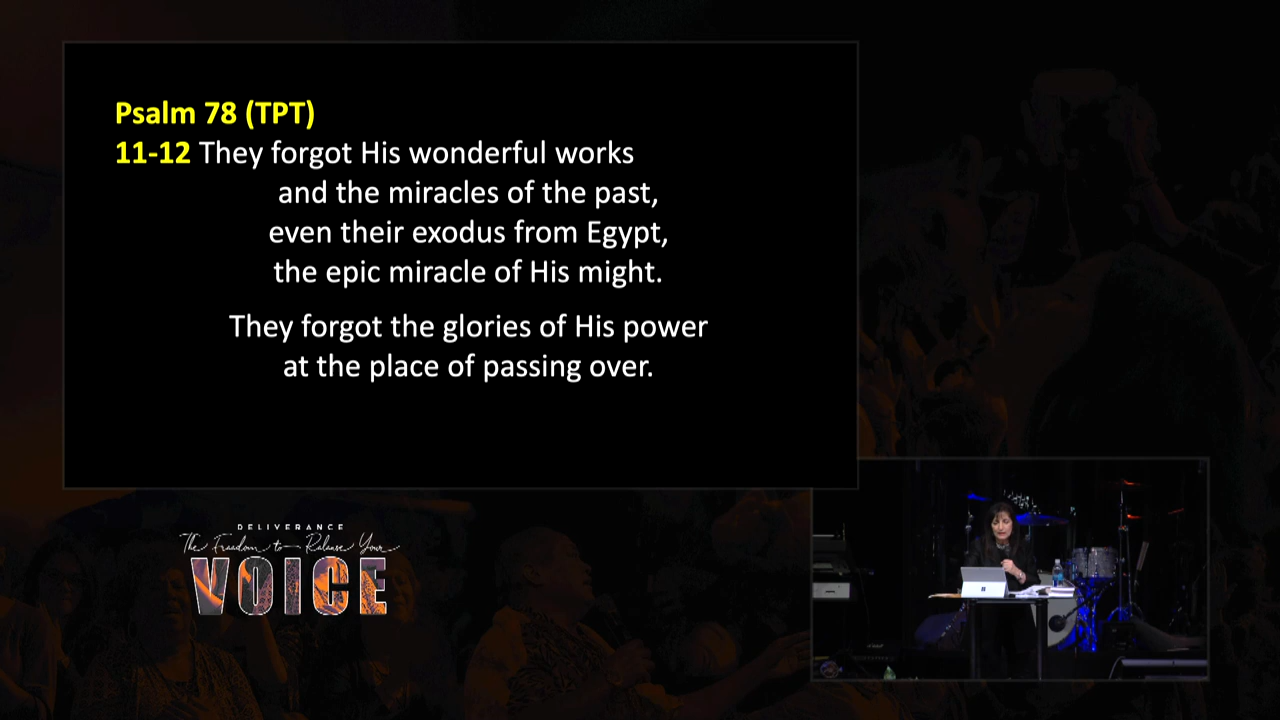 Psalm 78 (TPT)
11-12 They forgot His wonderful works
and the miracles of the past,
even their exodus from Egypt,
the epic miracle of His might.
They forgot the glories of His power
at the place of passing over.
DELIVERANCE
The Freedom to Release Your
VOICE